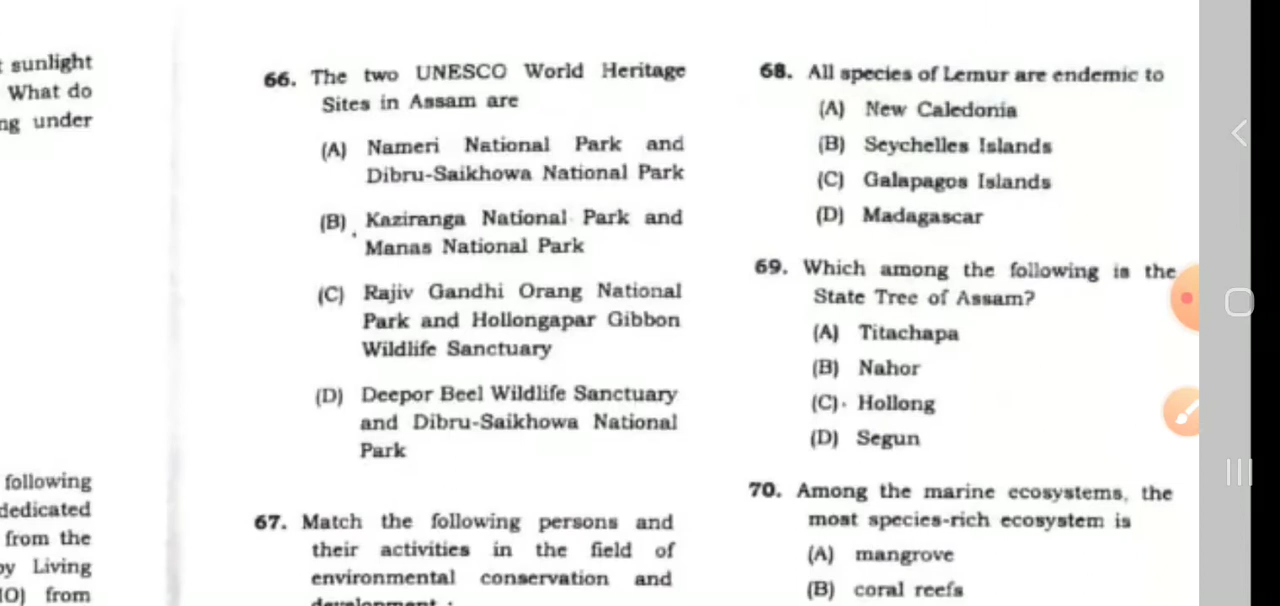 t sunlight
What do
ng under
following
dedicated
from the
by Living
from
66. The two UNESCO World Heritage
Sites in Assam are
(A) Nameri National Park and
Dibru-Saikhowa National Park
(B) Kaziranga National Park and
Manas National Park
(C) Rajiv Gandhi Orang National
Park and Hollongapar Gibbon
Wildlife Sanctuary
(D) Deepor Beel Wildlife Sanctuary
and Dibru-Saikhowa National
Park
67. Match the following persons and
their activities in the field of
environmental conservation and
development :
68. All species of Lemur are endemic to
(A) New Caledonia
(B) Seychelles Islands
(C) Galapagos Islands
(D) Madagascar
69. Which among the following is the
State Tree of Assam?
(A) Titachapa
(B) Nahor
(C) Hollong
(D) Segun
70. Among the marine ecosystems, the
most species-rich ecosystem is
(A) mangrove
(B) coral reefs